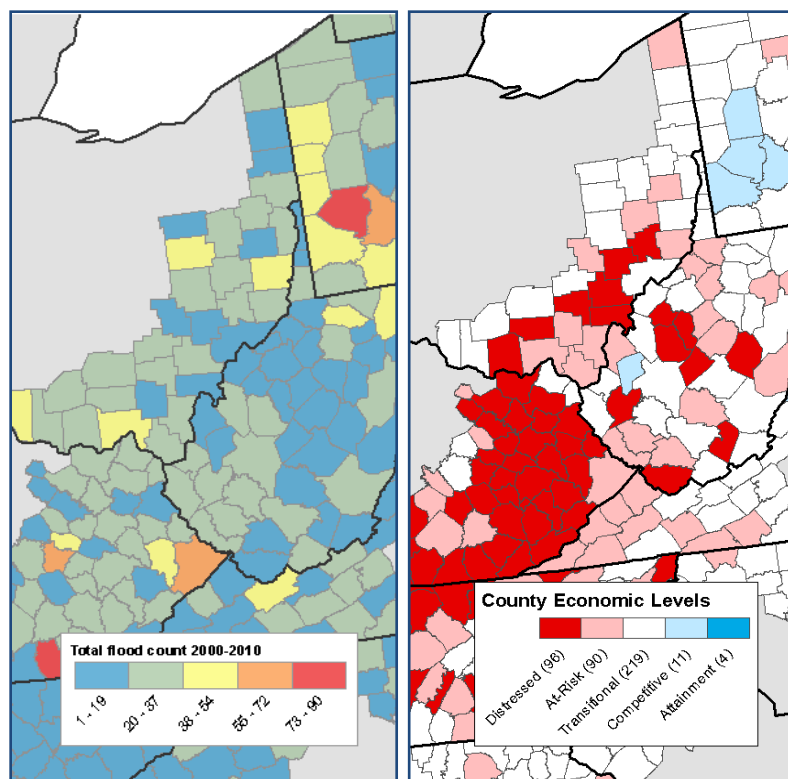 Total flood count 2000-2010
1 - 19
20 - 37
38 - 54
55 - 72
73 - 90
County Economic Levels
Distressed (98)
At-Risk (90)
Transitional (219)
Competitive (11)
Attainment (4)